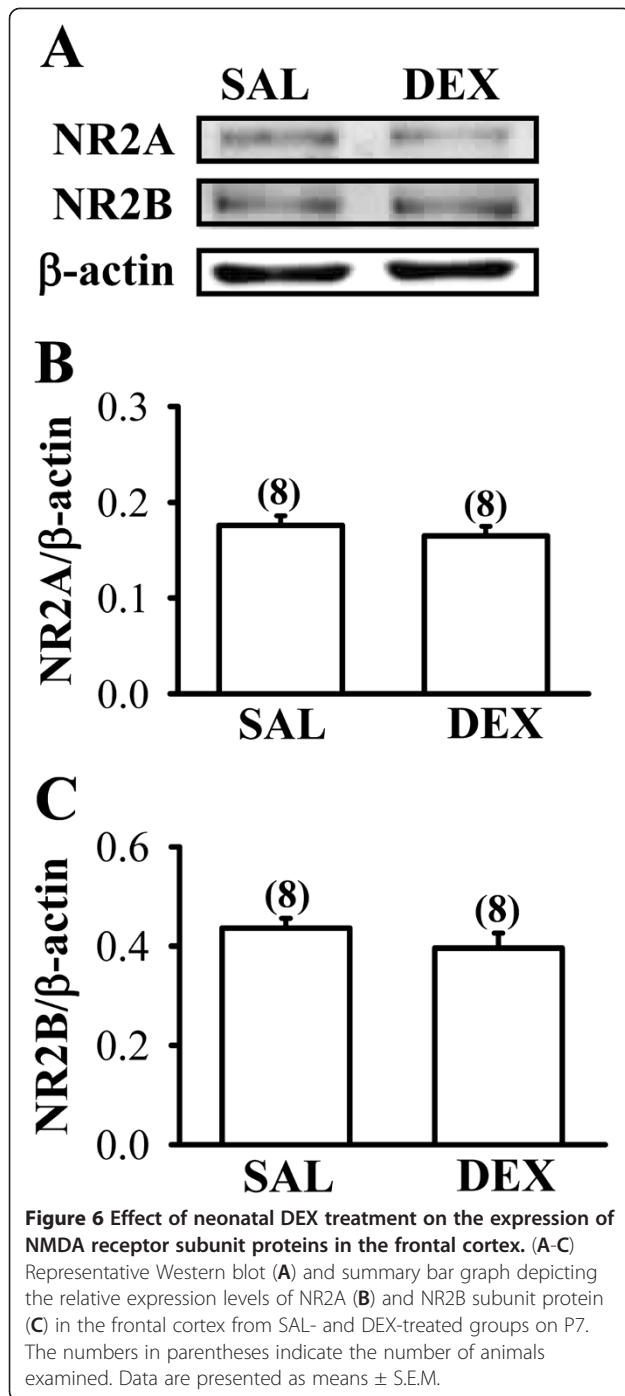 A
SAL DEX
NR2A
NR2B
β-actin
B
NR2A/β-actin
0.3
0.2
0.1
0.0
(8) (8)
SAL DEX
C
NR2B/β-actin
0.6
0.4
0.2
0.0
(8) (8)
SAL DEX
Figure 6 Effect of neonatal DEX treatment on the expression of
NMDA receptor subunit proteins in the frontal cortex. (A-C)
Representative Western blot (A) and summary bar graph depicting
the relative expression levels of NR2A (B) and NR2B subunit protein
(C) in the frontal cortex from SAL- and DEX-treated groups on P7.
The numbers in parentheses indicate the number of animals
examined. Data are presented as means ± S.E.M.